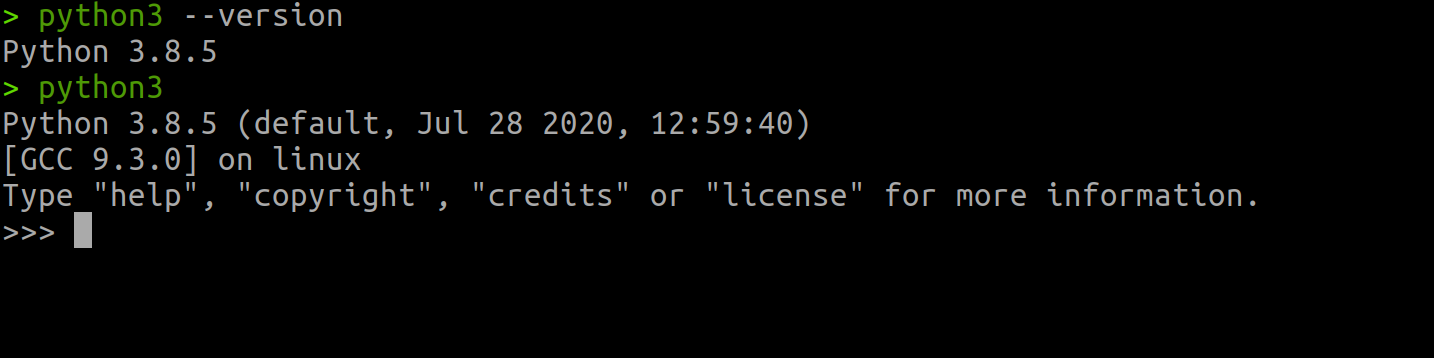 > python3 --version
Python 3.8.5
> python3
Python 3.8.5 (default, Jul 28 2020, 12:59:40)
[GCC 9.3.0] on linux
Type "help", "copyright", "credits" or "license" for more information.
>>>